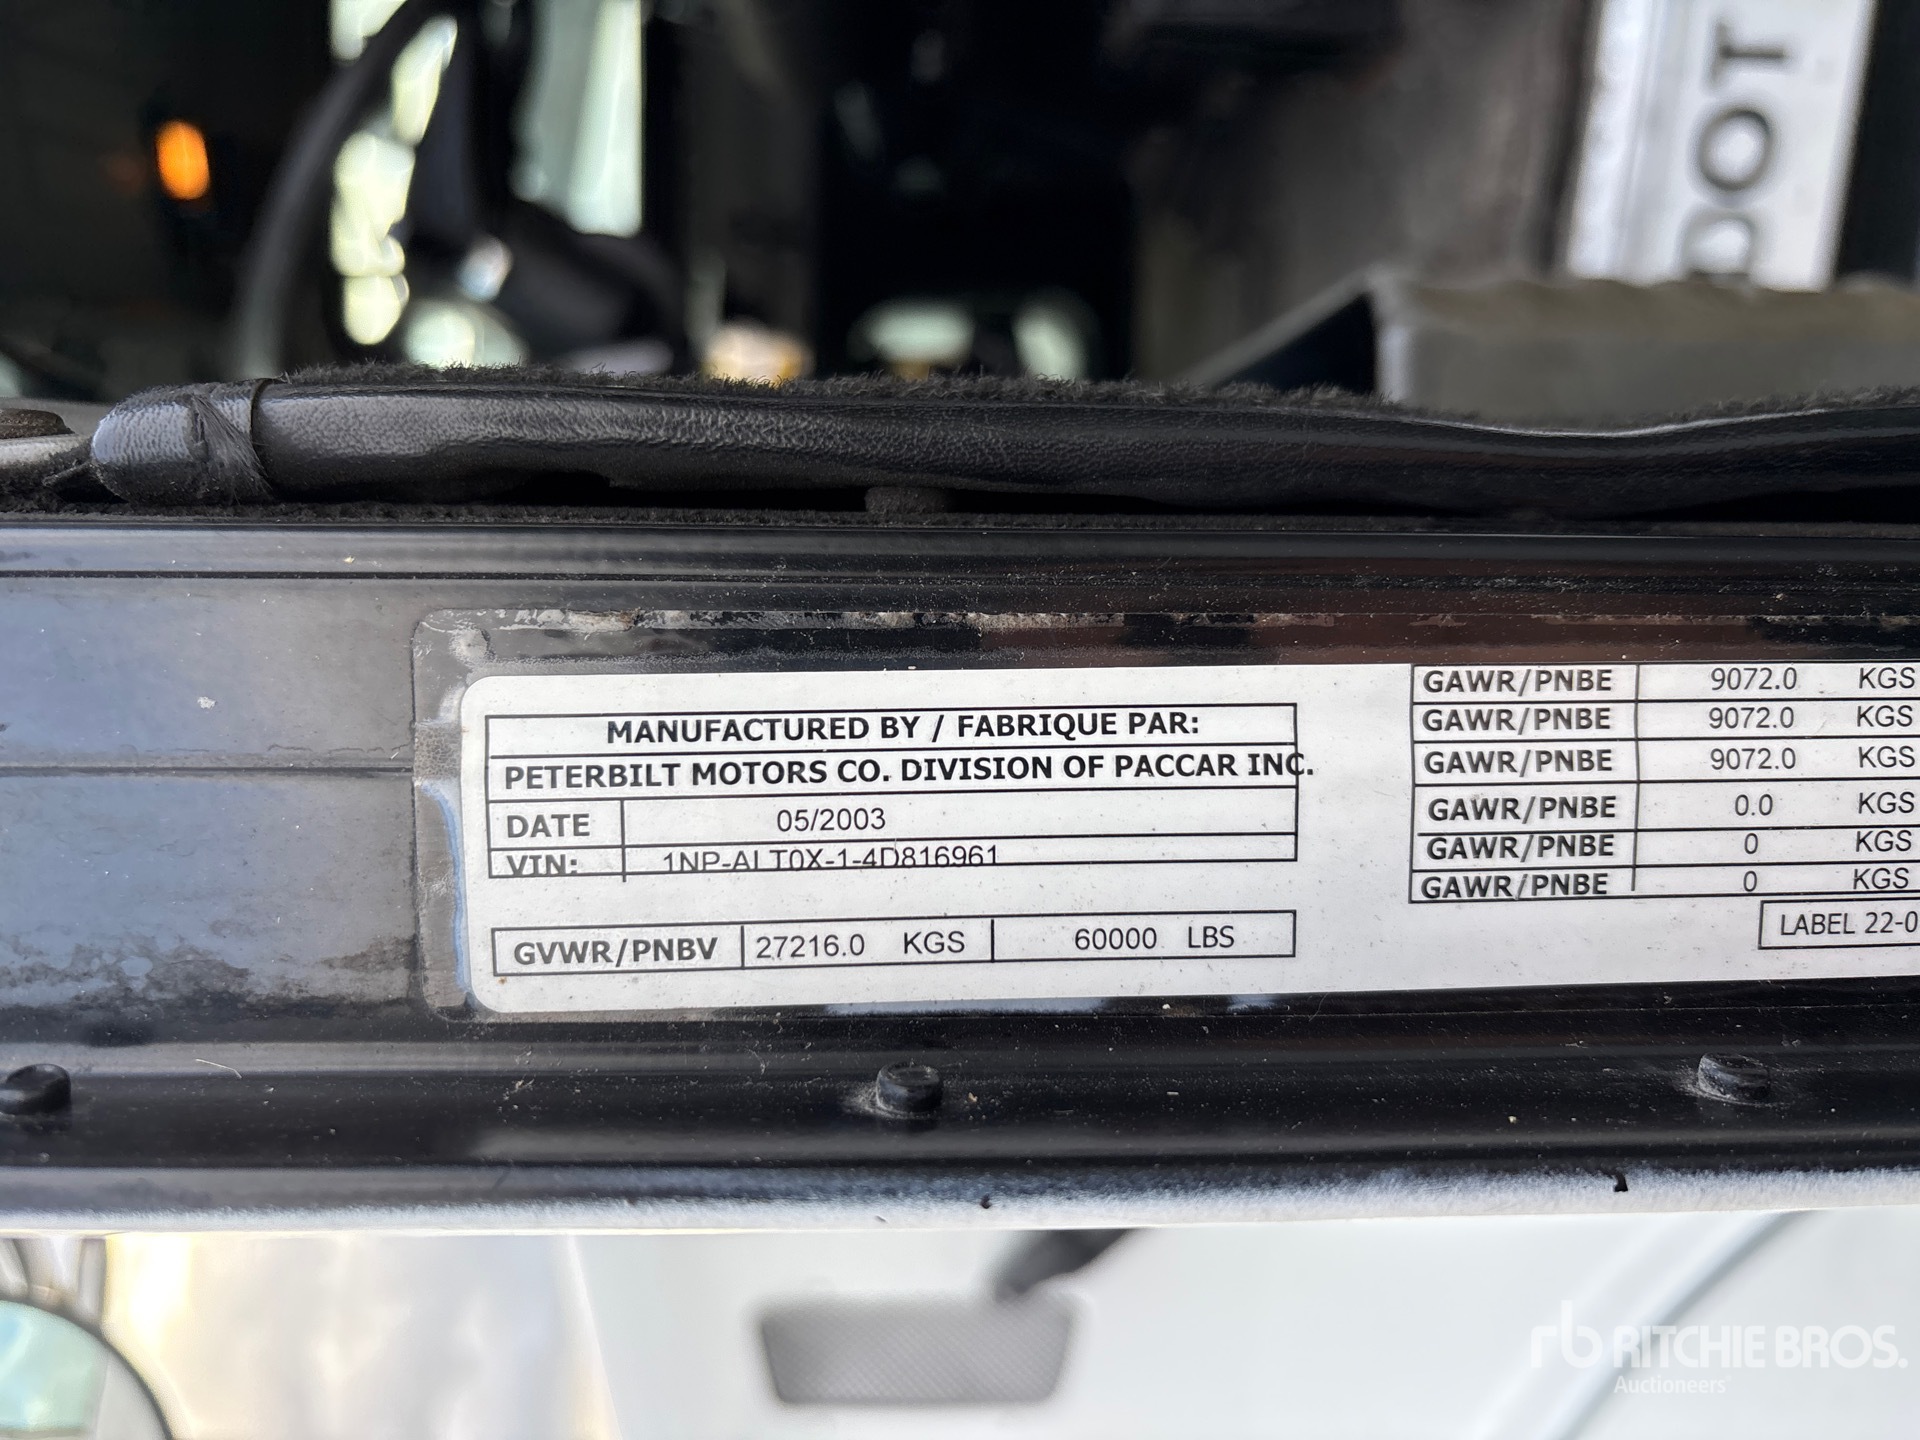 DOT
MANUFACTURED BY / FABRIQUE PAR:
PETERBILT MOTORS CO. DIVISION OF PACCAR INC.
DATE 05/2003
VIN: 1NP-ALT0X-1-4D816961
GVWR/PNBV 27216.0 KGS 60000 LBS
GAWR/PNBE 9072.0 KGS
GAWR/PNBE 9072.0 KGS
GAWR/PNBE 9072.0 KGS
GAWR/PNBE 0.0 KGS
GAWR/PNBE 0 KGS
GAWR/PNBE 0 KGS
LABEL 22-0
rb RITCHIE BROS.
Auctioneers